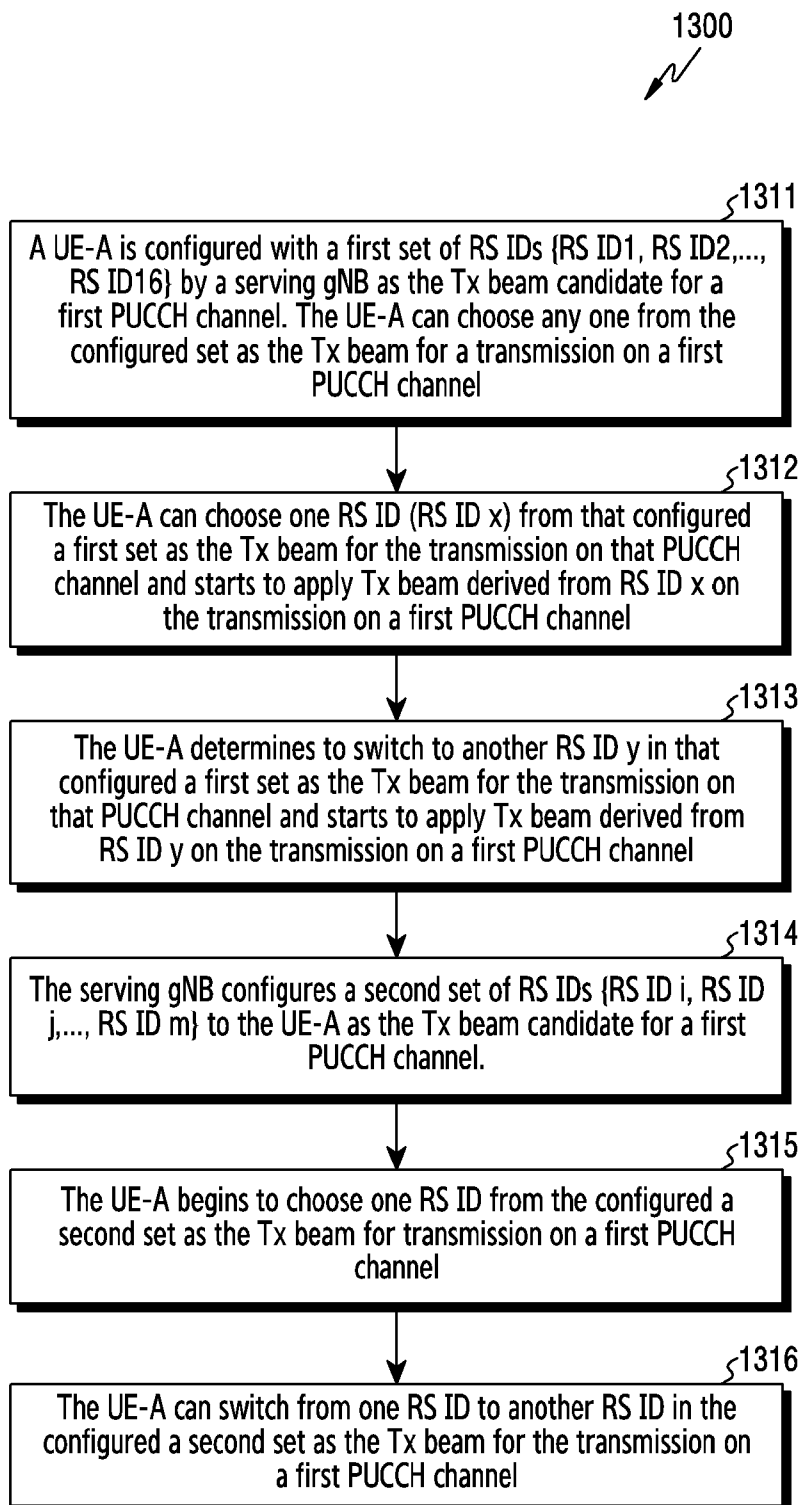 1300
1311
A UE-A is configured with a first set of RS IDs {RS ID1, RS ID2,...,
RS ID16} by a serving gNB as the Tx beam candidate for a
first PUCCH channel. The UE-A can choose any one from the
configured set as the Tx beam for a transmission on a first
PUCCH channel
1312
The UE-A can choose one RS ID (RS ID x) from that configured
a first set as the Tx beam for the transmission on that PUCCH
channel and starts to apply Tx beam derived from RS ID x on
the transmission on a first PUCCH channel
1313
The UE-A determines to switch to another RS ID y in that
configured a first set as the Tx beam for the transmission on
that PUCCH channel and starts to apply Tx beam derived from
RS ID y on the transmission on a first PUCCH channel
1314
The serving gNB configures a second set of RS IDs {RS ID i, RS ID
j,..., RS ID m} to the UE-A as the Tx beam candidate for a first
PUCCH channel.
1315
The UE-A begins to choose one RS ID from the configured a
second set as the Tx beam for transmission on a first PUCCH
channel
1316
The UE-A can switch from one RS ID to another RS ID in the
configured a second set as the Tx beam for the transmission on
a first PUCCH channel